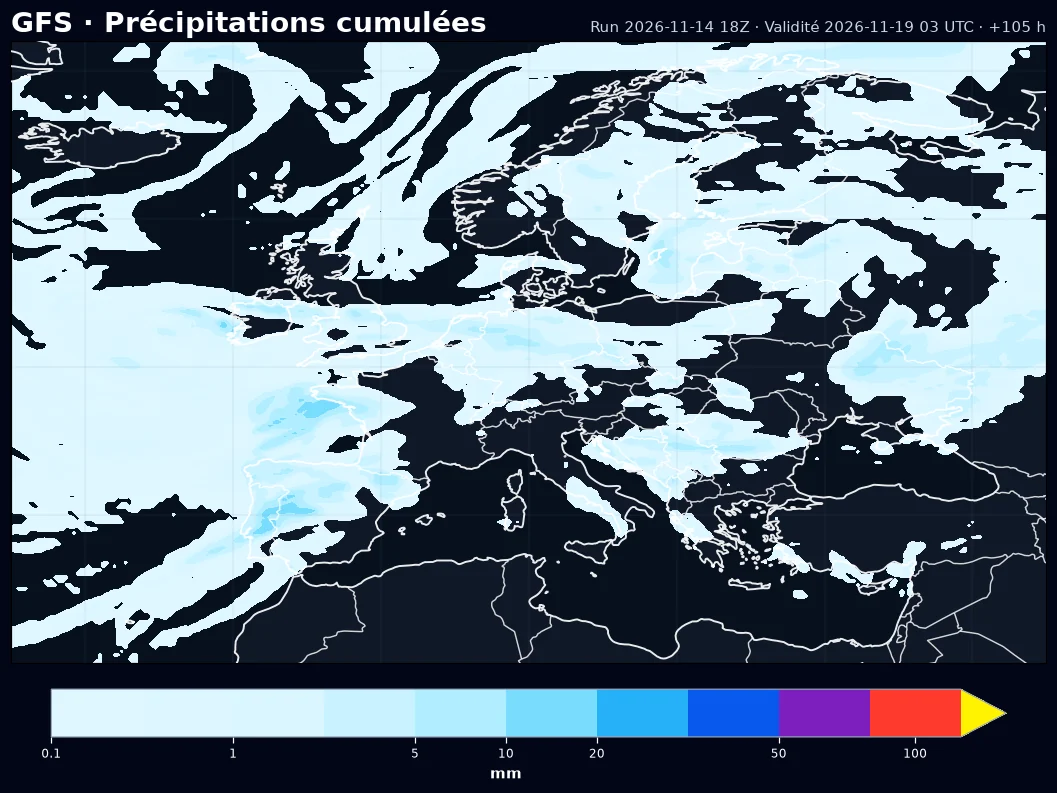 GFS · Précipitations cumulées
Run 2026-11-14 18Z · Validité 2026-11-19 03 UTC · +105 h
0.1 1 5 10 20 50 100
mm